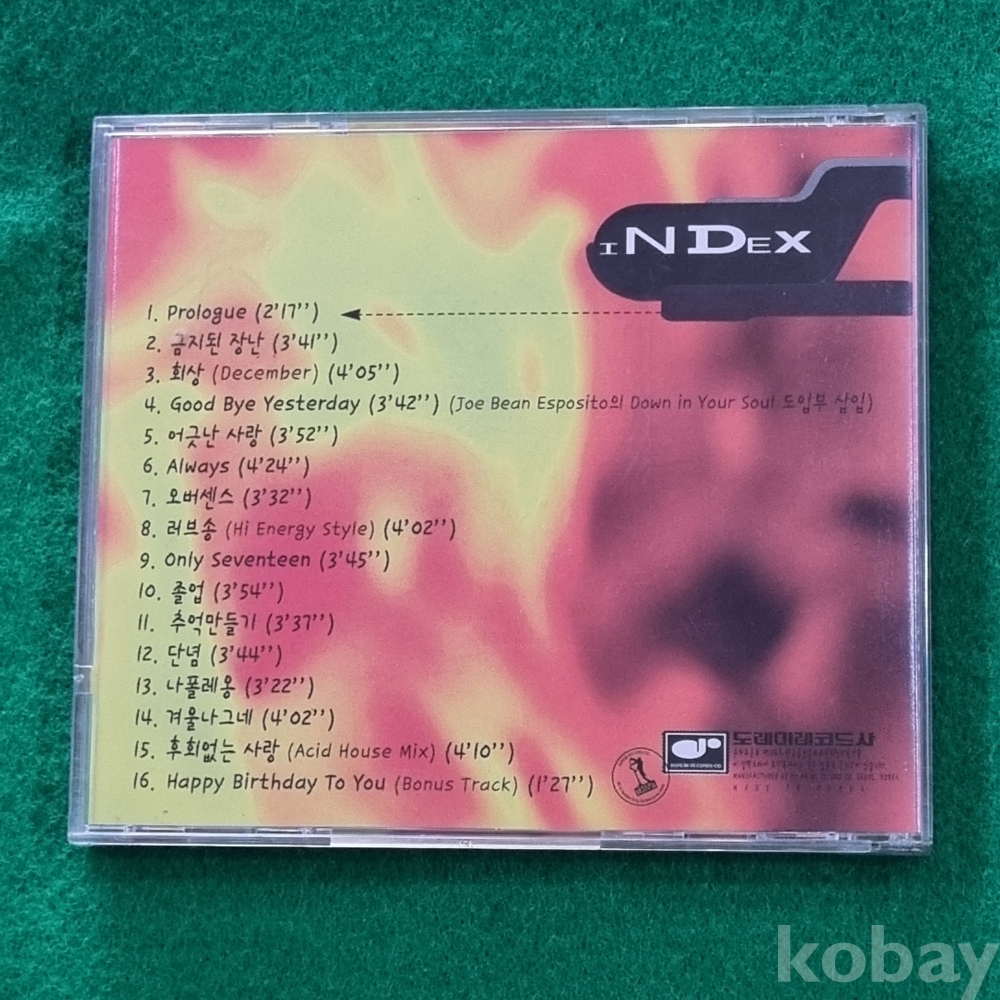 INDEX
1. Prologue (2'17'')
2. 금지된 장난 (3'41'')
3. 회상 (December) (4'05'')
4. Good Bye Yesterday (3'42'') (Joe Bean Esposito의 Down in Your Soul 도입부 삽입)
5. 어긋난 사랑 (3'52'')
6. Always (4'24'')
7. 오버센스 (3'32'')
8. 러브송 (Hi Energy Style) (4'02'')
9. Only Seventeen (3'45'')
10. 졸업 (3'54'')
11. 추억만들기 (3'37'')
12. 단념 (3'44'')
13. 나폴레옹 (3'22'')
14. 겨울나그네 (4'02'')
15. 후회없는 사랑 (Acid House Mix) (4'10'')
16. Happy Birthday To You (Bonus Track) (1'27'')
도레미레코드사
kobay